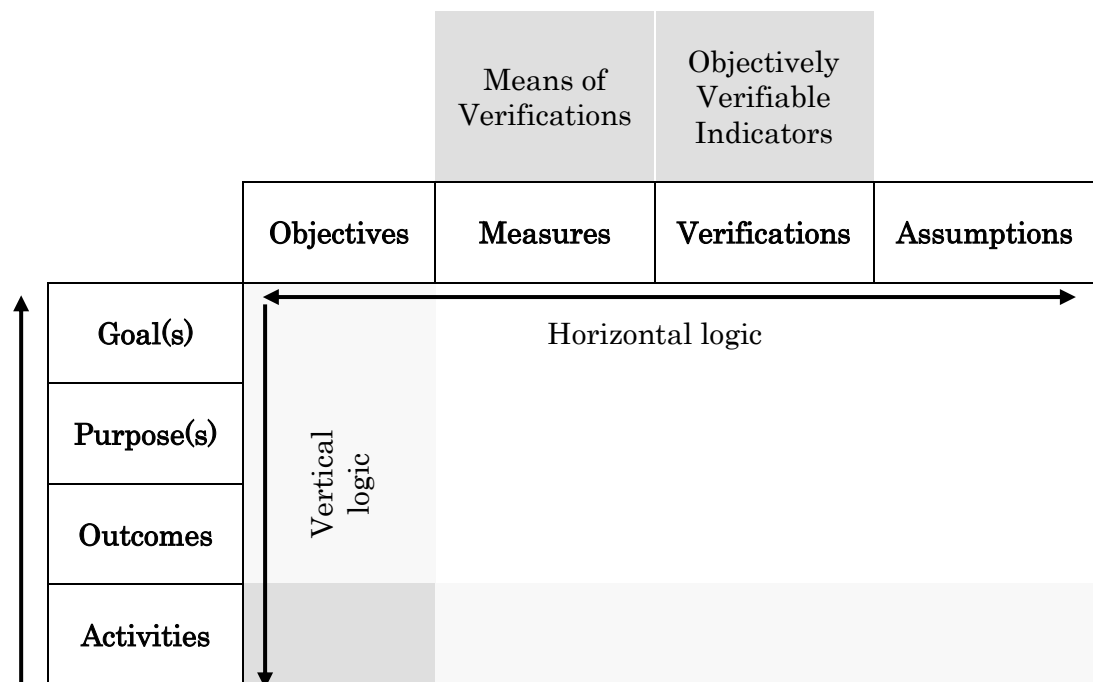 Means of
Verifications
Objectively
Verifiable
Indicators
Objectives
Measures
Verifications
Assumptions
Goal(s)
Horizontal logic
Purpose(s)
Vertical
logic
Outcomes
Activities